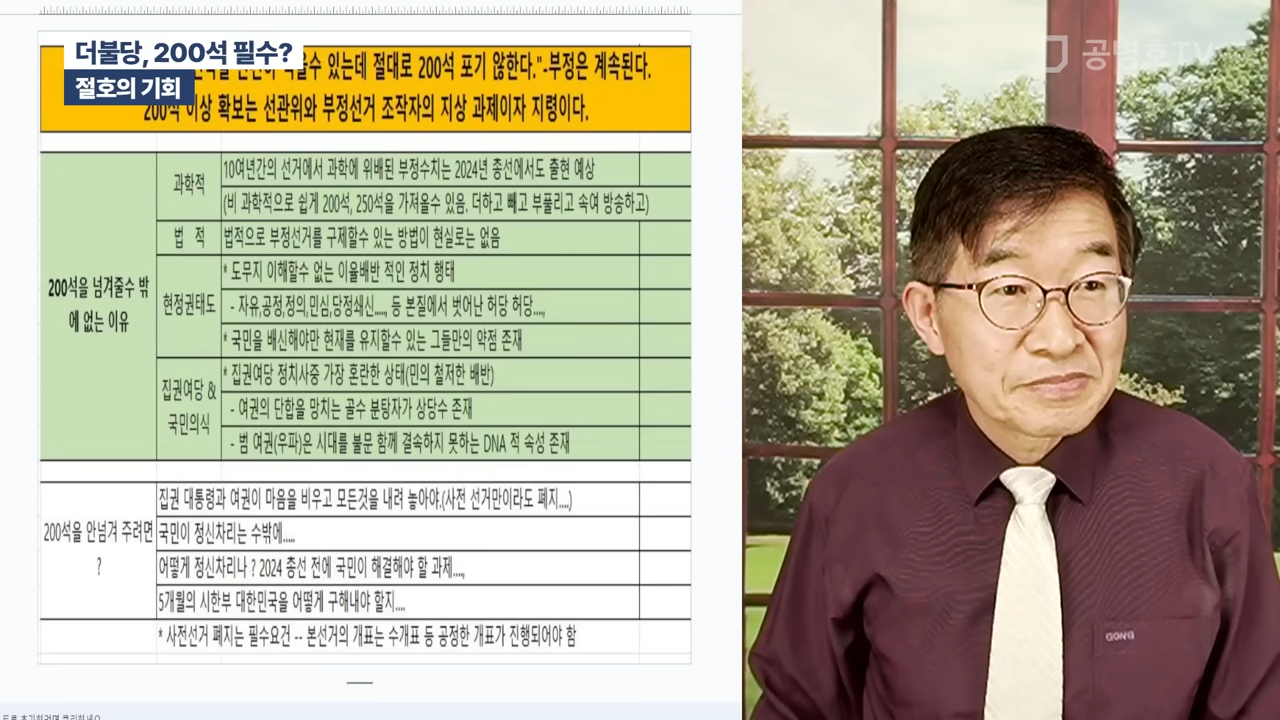 더불당, 200석 필수?
절호의 기회
수 있는데 절대로 200석 포기 않한다."-부정은 계속된다.
200석 이상 확보는 선관위와 부정선거 조작자의 지상 과제이자 지령이다.
200석을 넘겨줄수 밖
에 없는 이유
과학적
10여년간의 선거에서 과학에 위배된 부정수치는 2024년 총선에서도 출현 예상
(비 과학적으로 쉽게 200석, 250석을 가져올수 있음. 더하고 빼고 부풀리고 속여 방송하고)
법 적
법적으로 부정선거를 구제할수 있는 방법이 현실로는 없음
현정권태도
* 도무지 이해할수 없는 이율배반 적인 정치 행태
- 자유,공정,정의,민심,당정쇄신...., 등 본질에서 벗어난 허당 허당...,
* 국민을 배신해야만 현재를 유지할수 있는 그들만의 약점 존재
집권여당 &
국민의식
* 집권여당 정치사중 가장 혼란한 상태(민의 철저한 배반)
- 여권의 단합을 망치는 골수 분탕자가 상당수 존재
- 범 여권(우파)은 시대를 불문 함께 결속하지 못하는 DNA 적 속성 존재
200석을 안넘겨 주려면
?
집권 대통령과 여권이 마음을 비우고 모든것을 내려 놓아야.(사전 선거만이라도 폐지....)
국민이 정신차리는 수밖에.....
어떻게 정신차리나 ? 2024 총선 전에 국민이 해결해야 할 과제...,
5개월의 시한부 대한민국을 어떻게 구해내야 할지....
* 사전선거 폐지는 필수요건 -- 본선거의 개표는 수개표 등 공정한 개표가 진행되어야 함
공병호TV
GONG